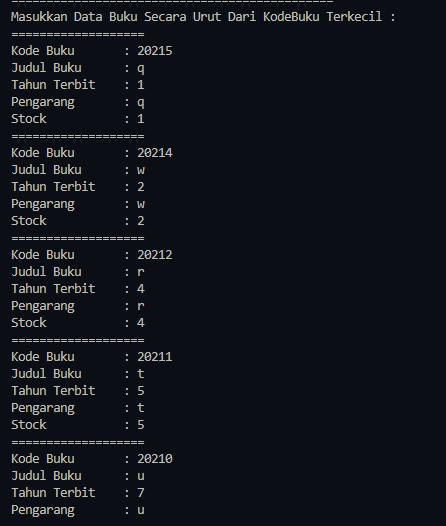 ===============================================
Masukkan Data Buku Secara Urut Dari KodeBuku Terkecil :
===================
Kode Buku : 20215
Judul Buku : q
Tahun Terbit : 1
Pengarang : q
Stock : 1
===================
Kode Buku : 20214
Judul Buku : w
Tahun Terbit : 2
Pengarang : w
Stock : 2
===================
Kode Buku : 20212
Judul Buku : r
Tahun Terbit : 4
Pengarang : r
Stock : 4
===================
Kode Buku : 20211
Judul Buku : t
Tahun Terbit : 5
Pengarang : t
Stock : 5
===================
Kode Buku : 20210
Judul Buku : u
Tahun Terbit : 7
Pengarang : u